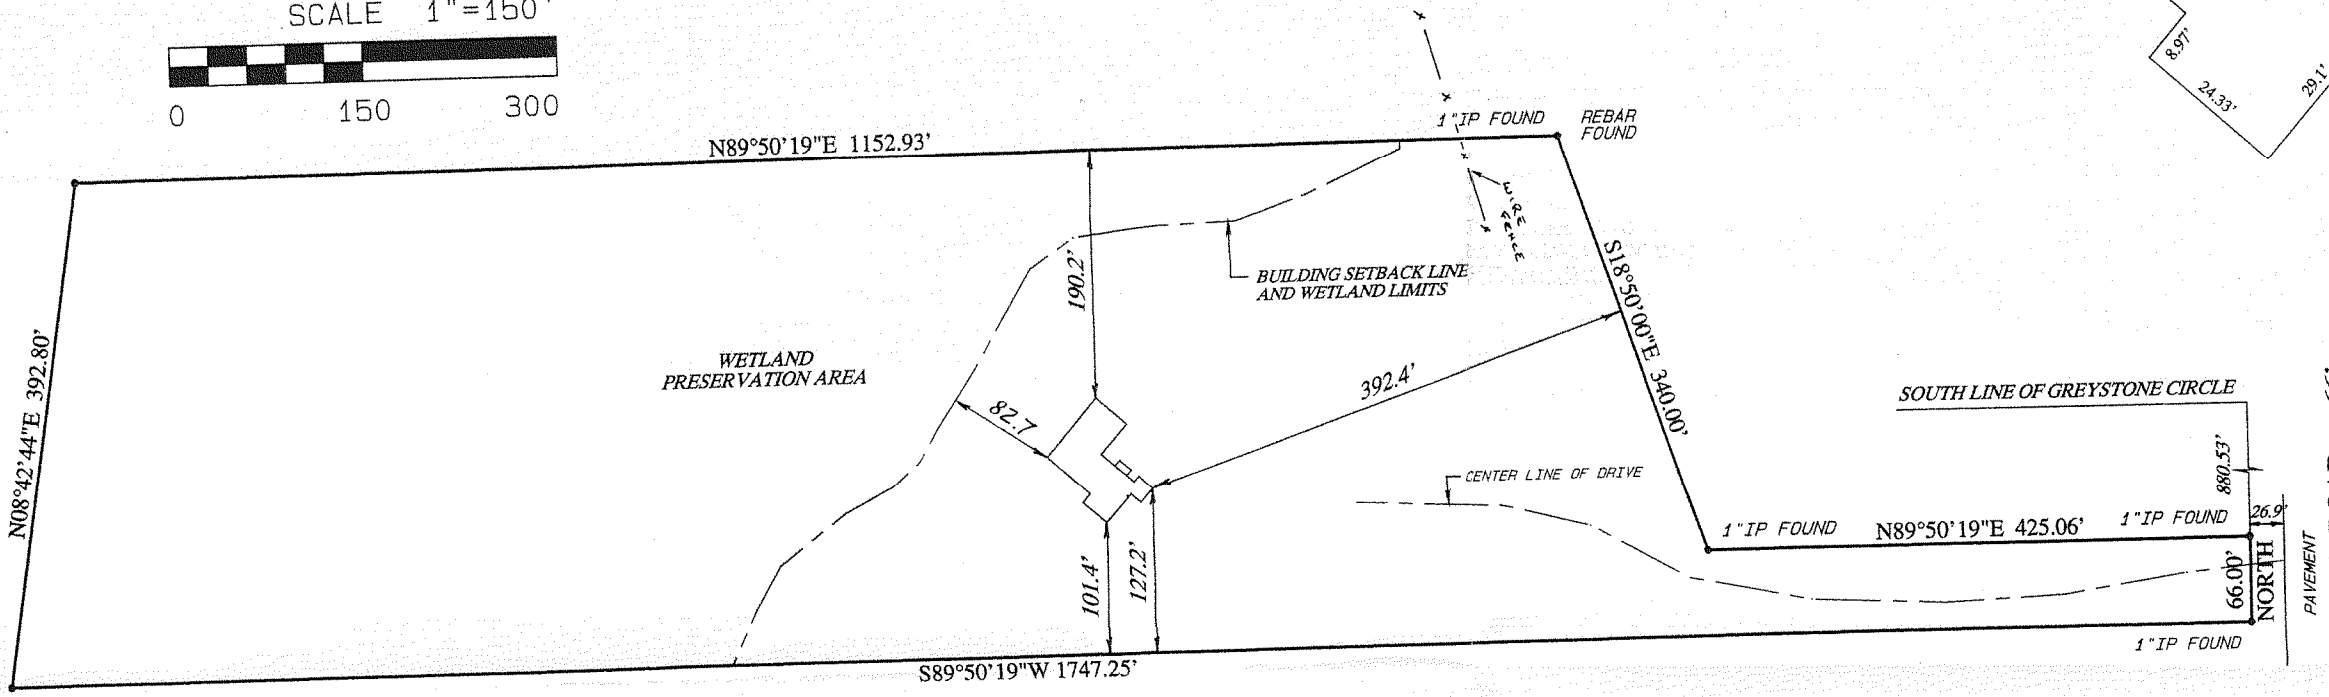 SCALE 1"=150'
0 150 300
8.97'
24.33'
29.1'
N89°50'19"E 1152.93'
1"IP FOUND
REBAR
FOUND
WIRE
FENCE
S18°50'00"E 340.00'
190.2'
BUILDING SETBACK LINE
AND WETLAND LIMITS
WETLAND
PRESERVATION AREA
N08°42'44"E 392.80'
82.7
392.4'
SOUTH LINE OF GREYSTONE CIRCLE
880.53'
CENTER LINE OF DRIVE
1"IP FOUND
N89°50'19"E 425.06'
1"IP FOUND
26.9'
101.4'
127.2'
66.00'
NORTH
PAVEMENT
1"IP FOUND
S89°50'19"W 1747.25'